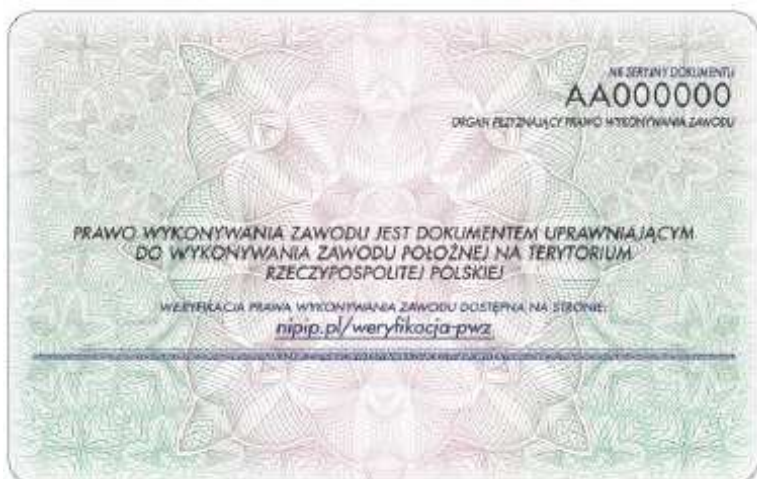 NR SERYJNY DOKUMENTU
AA000000
ORGAN PRZYZNAJĄCY PRAWO WYKONYWANIA ZAWODU
PRAWO WYKONYWANIA ZAWODU JEST DOKUMENTEM UPRAWNIAJĄCYM
DO WYKONYWANIA ZAWODU POŁOŻNEJ NA TERYTORIUM
RZECZYPOSPOLITEJ POLSKIEJ
WERYFIKACJA PRAWA WYKONYWANIA ZAWODU DOSTĘPNA NA STRONIE:
nipip.pl/weryfikacja-pwz